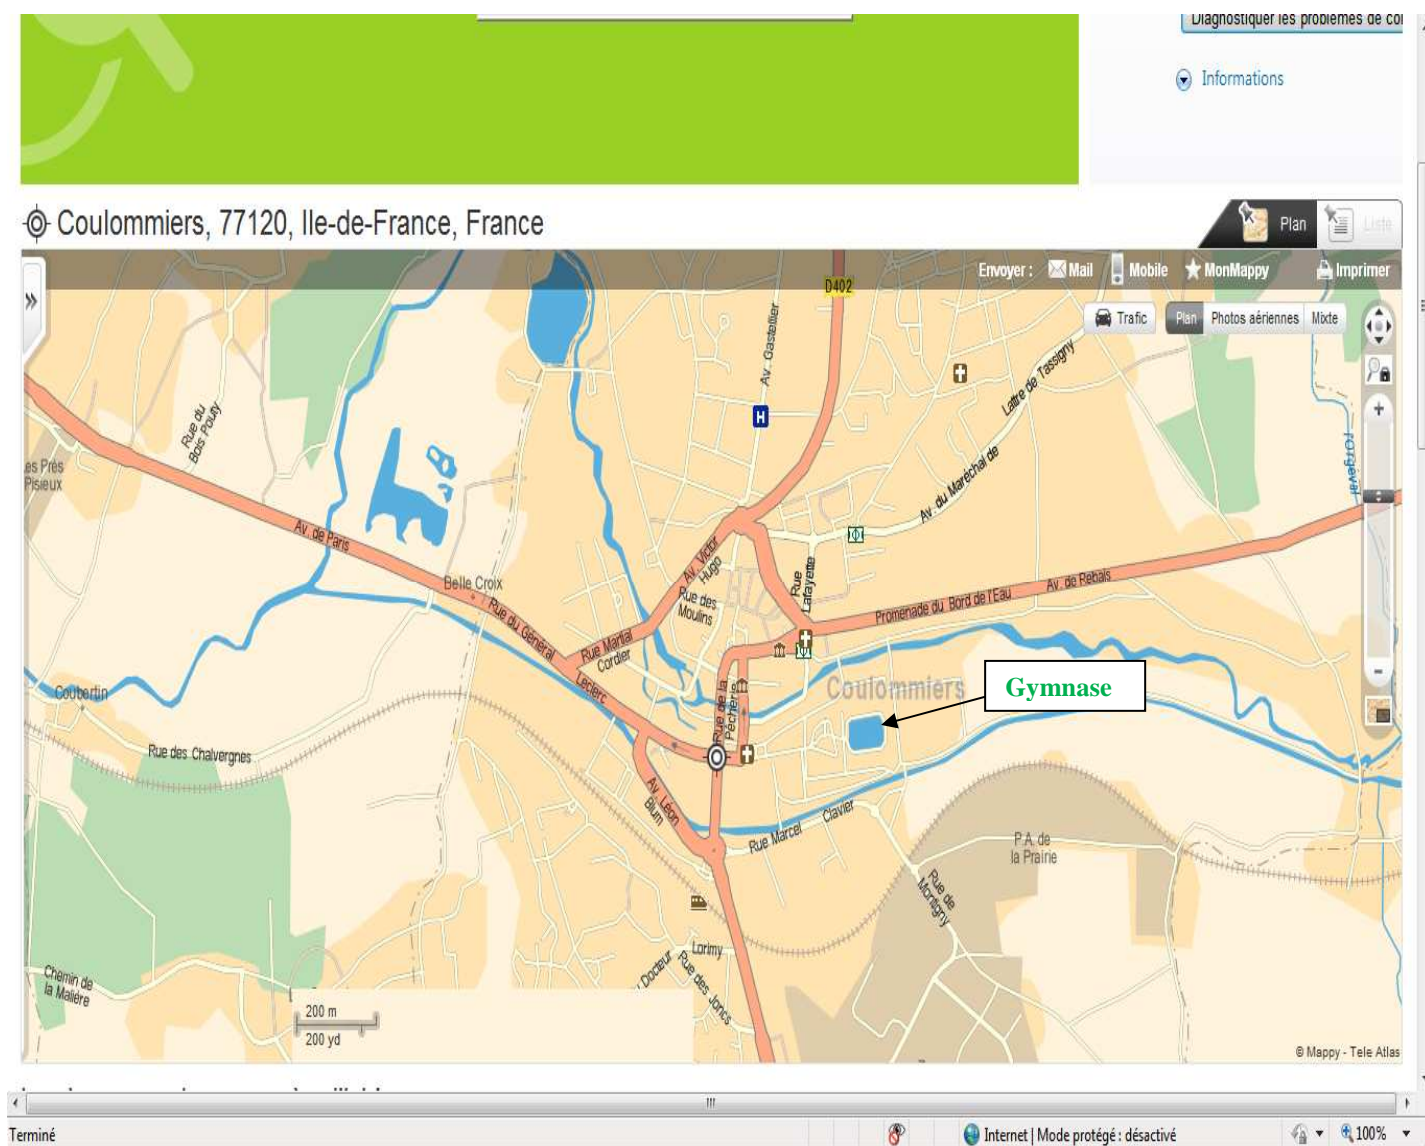 Diagnostiquer les problèmes de co
Informations
Coulommiers, 77120, Ile-de-France, France
Plan
Liste
Envoyer :
Mail
Mobile
MonMappy
Imprimer
D402
Trafic
Plan
Photos aériennes
Mixte
Av. Gastellier
Lattre de Tassigny
Rue du
Bois Pouty
H
l'Orgeval
es Prés
Pisieux
Av. du Maréchal de
Av. de Paris
Av. Victor
Hugo
Belle Croix
Rue des
Moulins
Rue
Lafayette
Av. de Rebais
Promenade du Bord de l'Eau
Rue du Général
Leclerc
Rue Martial
Cordier
Coulommiers
Gymnase
Coubertin
Rue de la
Pêcherie
Rue des Chalvergnes
Av. Léon
Blum
Rue Marcel
Clavier
P.A. de
la Prairie
Rue de
Montigny
Lorimy
Docteur
Rue des Joncs
Chemin de
la Malière
200 m
200 yd
© Mappy - Tele Atlas
Terminé
Internet | Mode protégé : désactivé
100%